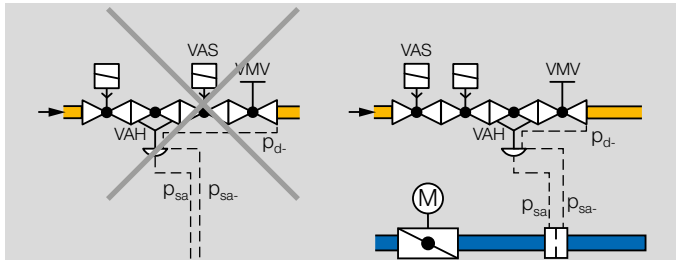 VAS
VMV
VAH
pd-
psa
psa-
VAS
VMV
VAH
pd-
psa
psa-
M